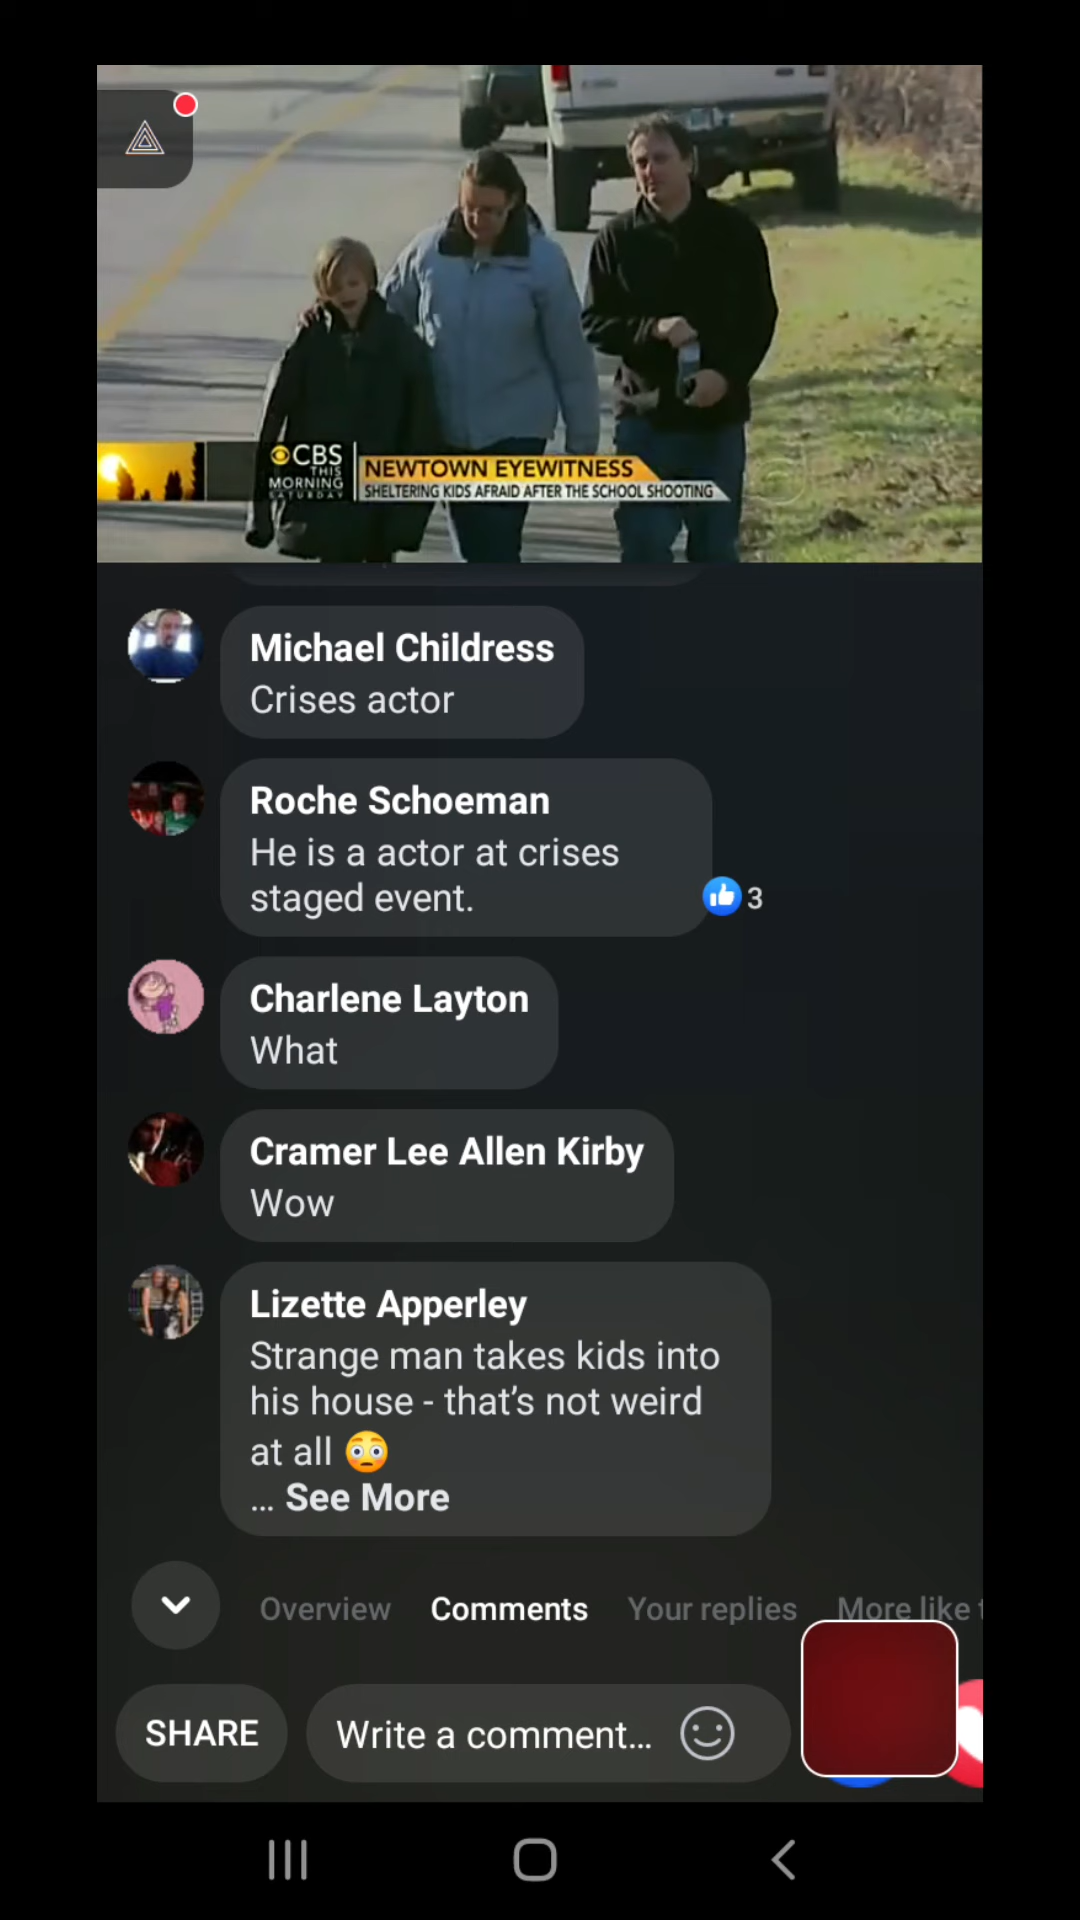 CBS
THIS
MORNING
SATURDAY
NEWTOWN EYEWITNESS
SHELTERING KIDS AFRAID AFTER THE SCHOOL SHOOTING
Michael Childress
Crises actor
Roche Schoeman
He is a actor at crises
staged event.
3
Charlene Layton
What
Cramer Lee Allen Kirby
Wow
Lizette Apperley
Strange man takes kids into
his house - that's not weird
at all 😳
... See More
Overview Comments Your replies More like t
SHARE Write a comment...